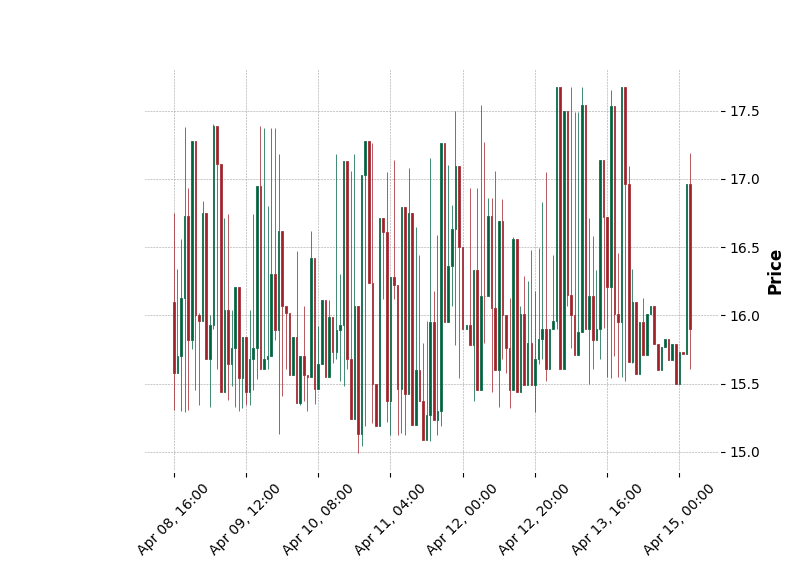 17.5
17.0
16.5
16.0
15.5
15.0
Price
Apr 08, 16:00
Apr 09, 12:00
Apr 10, 08:00
Apr 11, 04:00
Apr 12, 00:00
Apr 12, 20:00
Apr 13, 16:00
Apr 15, 00:00